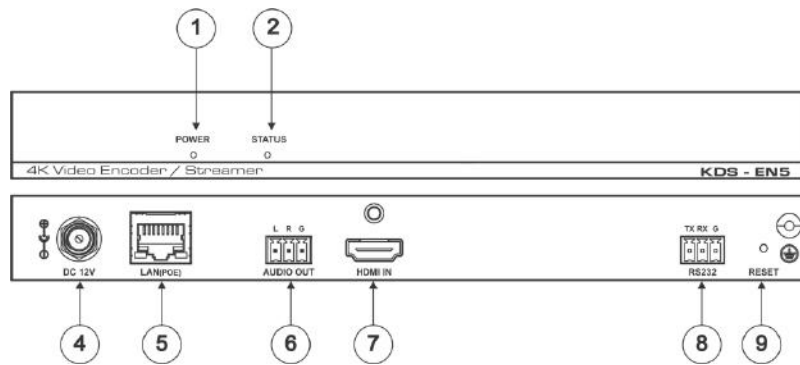 1 2
POWER STATUS
4K Video Encoder / Streamer KDS - EN5
L R G TX RX G
DC 12V LAN(POE) AUDIO OUT HDMI IN RS232 RESET
4 5 6 7 8 9